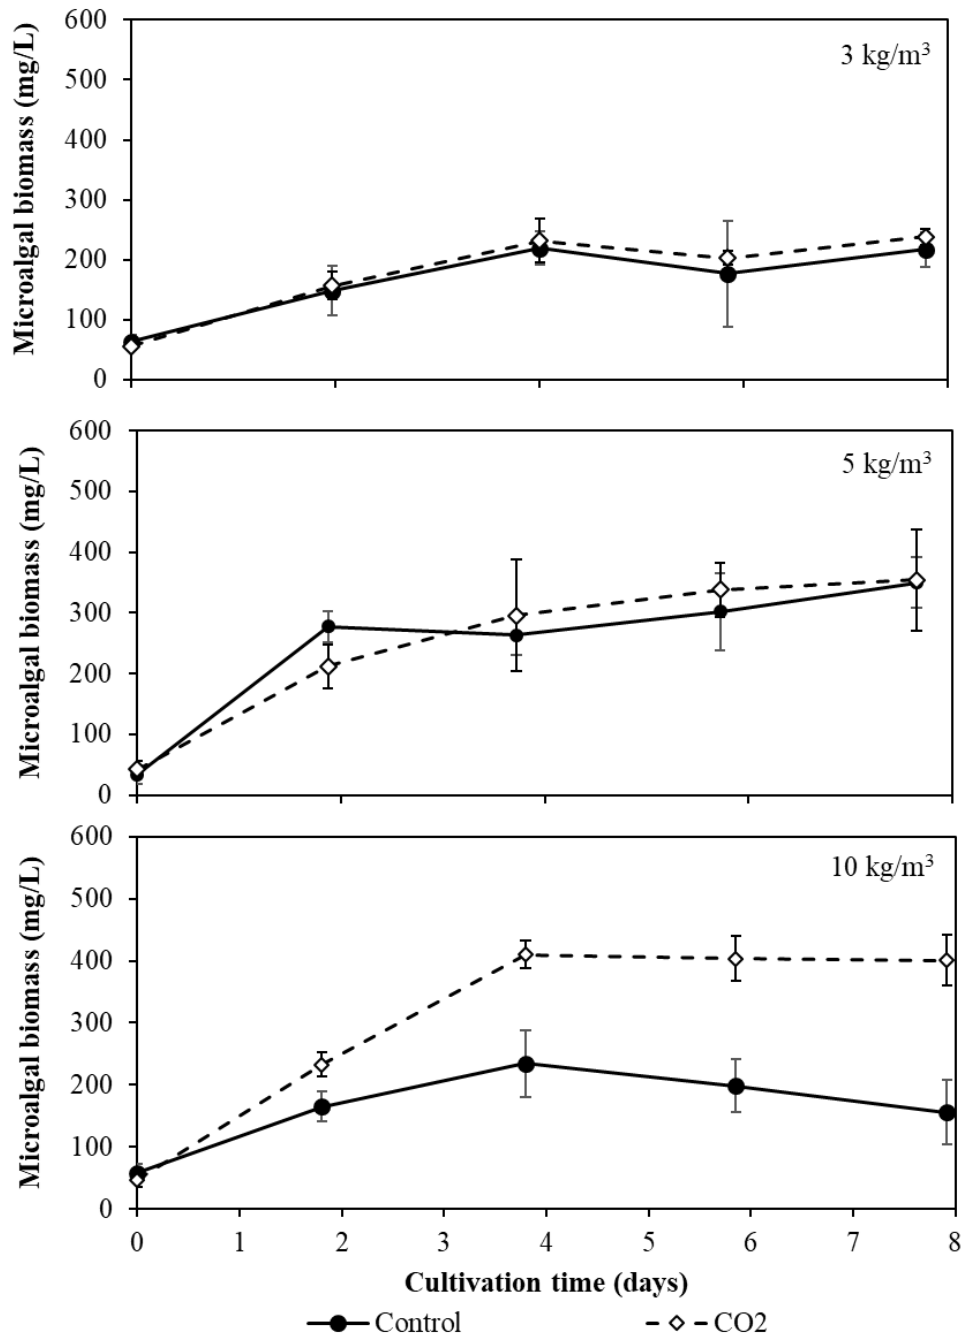 Microalgal biomass (mg/L)
600
500
400
300
200
100
0
3 kg/m³
Microalgal biomass (mg/L)
600
500
400
300
200
100
0
5 kg/m³
Microalgal biomass (mg/L)
600
500
400
300
200
100
0
10 kg/m³
0 1 2 3 4 5 6 7 8
Cultivation time (days)
Control CO2